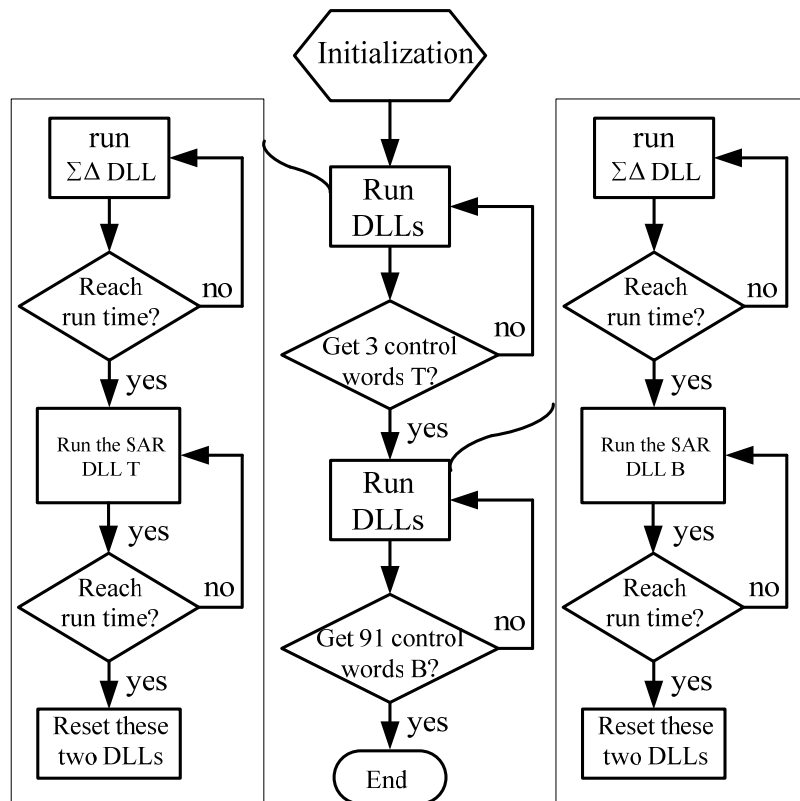 Initialization
Run
DLLs
Get 3 control
words T?
no
yes
Run
DLLs
Get 91 control
words B?
no
yes
End
run
ΣΔ DLL
Reach
run time?
no
yes
Run the SAR
DLL T
yes
Reach
run time?
no
yes
Reset these
two DLLs
run
ΣΔ DLL
Reach
run time?
no
yes
Run the SAR
DLL B
yes
Reach
run time?
no
yes
Reset these
two DLLs